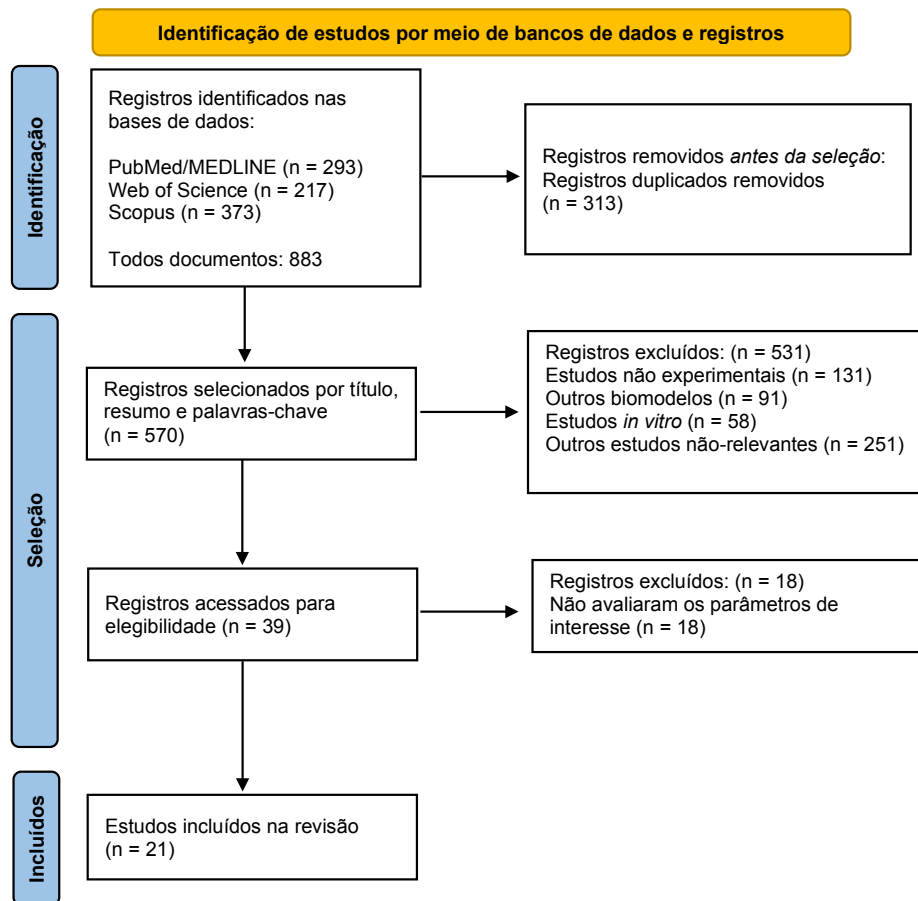 Identificação de estudos por meio de bancos de dados e registros
Identificação
Registros identificados nas
bases de dados:
PubMed/MEDLINE (n = 293)
Web of Science (n = 217)
Scopus (n = 373)
Todos documentos: 883
Registros removidos antes da seleção:
Registros duplicados removidos
(n = 313)
Seleção
Registros selecionados por título,
resumo e palavras-chave
(n = 570)
Registros excluídos: (n = 531)
Estudos não experimentais (n = 131)
Outros biomodelos (n = 91)
Estudos in vitro (n = 58)
Outros estudos não-relevantes (n = 251)
Registros acessados para
elegibilidade (n = 39)
Registros excluídos: (n = 18)
Não avaliaram os parâmetros de
interesse (n = 18)
Incluídos
Estudos incluídos na revisão
(n = 21)